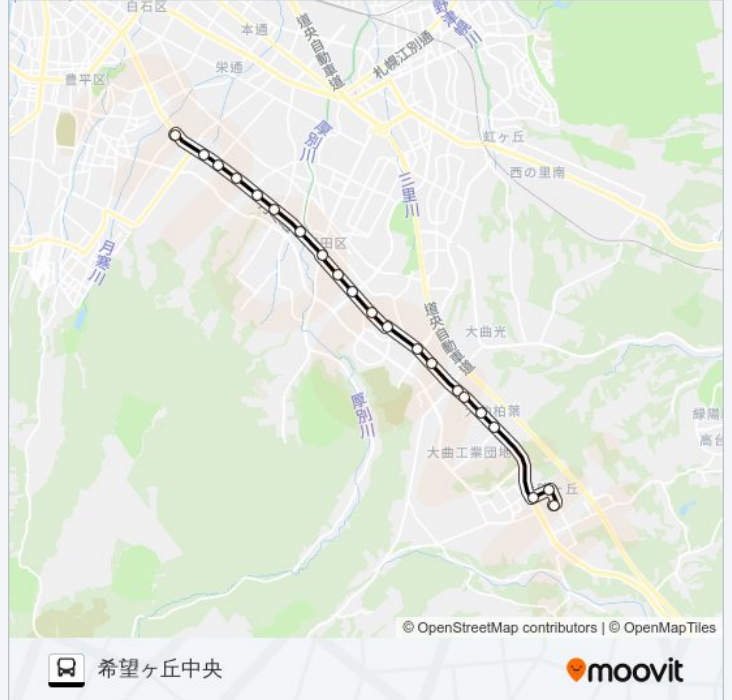 白石区
本通
道央自動車道
野津幌川
札幌江別通
栄通
豊平区
厚別川
虹ヶ丘
西の里南
三里川
田区
月寒川
道央自動車道
大曲光
厚別川
柏葉
緑陽
高台
大曲工業団地
ヶ丘
© OpenStreetMap contributors | © OpenMapTiles
希望ヶ丘中央
moovit